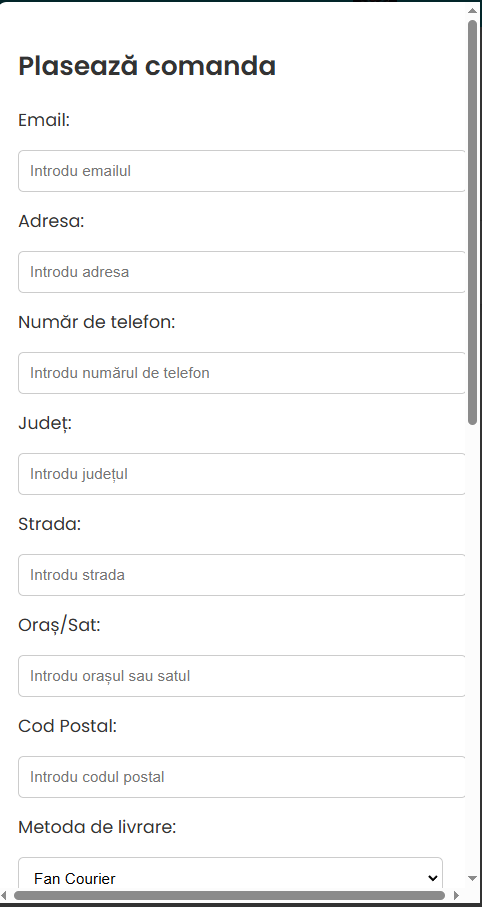 Plasează comanda
Email:
Introdu emailul
Adresa:
Introdu adresa
Număr de telefon:
Introdu numărul de telefon
Județ:
Introdu județul
Strada:
Introdu strada
Oraș/Sat:
Introdu orașul sau satul
Cod Postal:
Introdu codul postal
Metoda de livrare:
Fan Courier